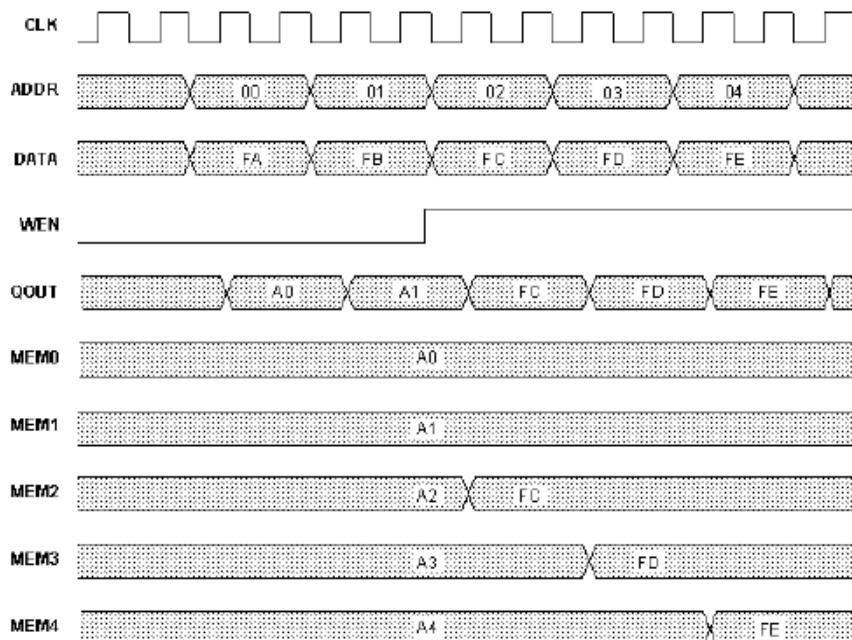 CLK
ADDR 00 01 02 03 04
DATA FA FB FC FD FE
WEN
QOUT A0 A1 FC FD FE
MEM0 A0
MEM1 A1
MEM2 A2 FC
MEM3 A3 FD
MEM4 A4 FE